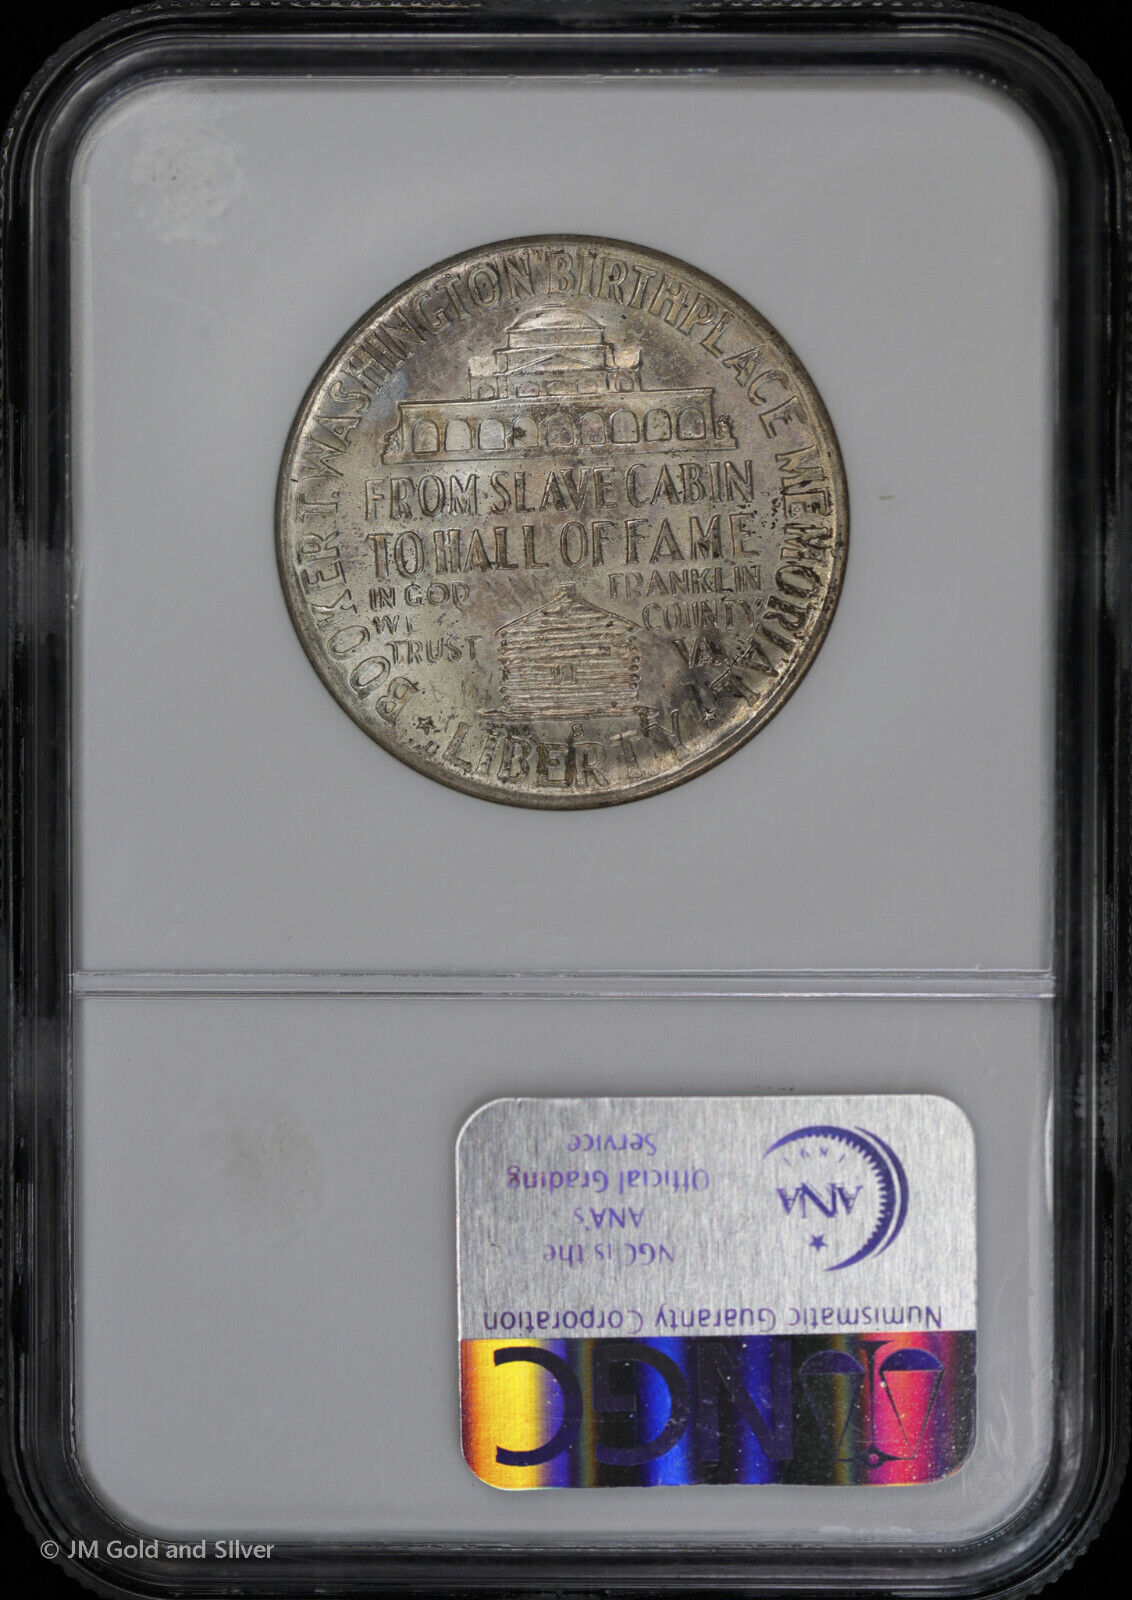 BOOKER T. WASHINGTON BIRTHPLACE MEMORIAL
FROM SLAVE CABIN
TO HALL OF FAME
IN GOD
WE
TRUST
FRANKLIN
COUNTY
VA.
S
LIBERTY
Numismatic Guaranty Corporation
NGC is the
ANA's
Official Grading
Service
1891
ANA
NGC
© JM Gold and Silver